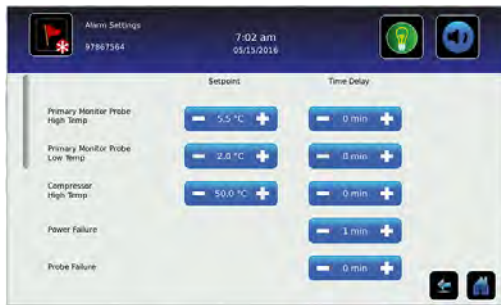 Alarm Settings
97867564
7:02 am
05/15/2016
Setpoint Time Delay
Primary Monitor Probe
High Temp
5.5 °C
0 min
Primary Monitor Probe
Low Temp
2.0 °C
0 min
Compressor
High Temp
50.0 °C
0 min
Power Failure
1 min
Probe Failure
0 min